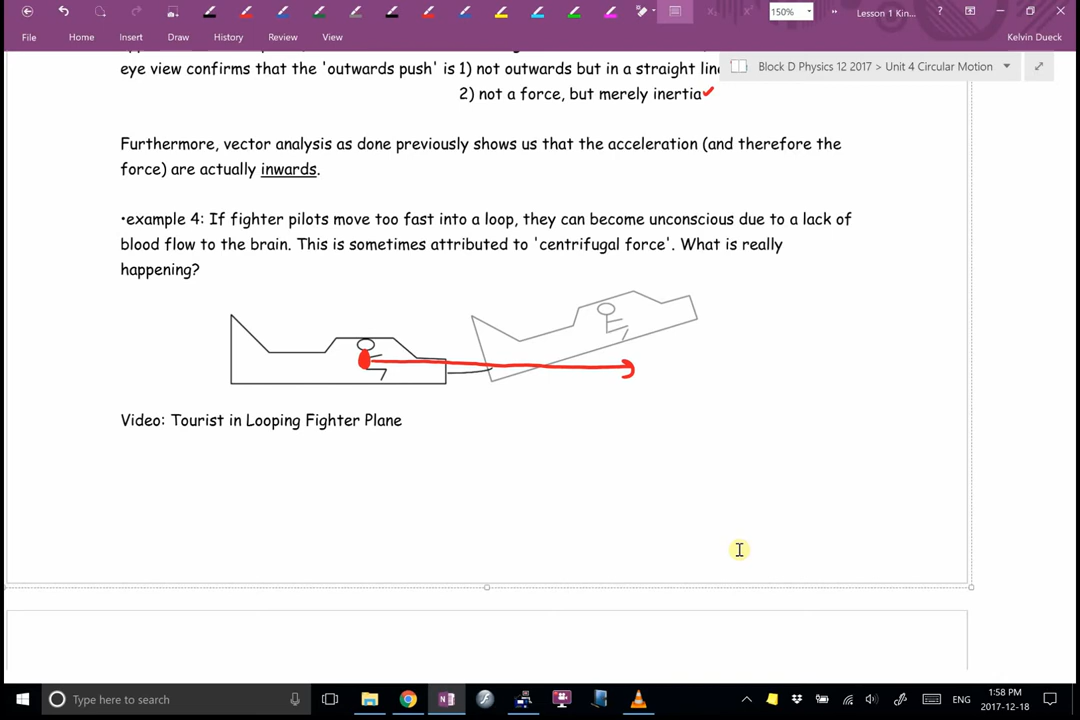 150%
Lesson 1 Kin...
File Home Insert Draw History Review View
Kelvin Dueck
eye view confirms that the 'outwards push' is 1) not outwards but in a straight line
Block D Physics 12 2017 > Unit 4 Circular Motion
2) not a force, but merely inertia
Furthermore, vector analysis as done previously shows us that the acceleration (and therefore the
force) are actually inwards.
•example 4: If fighter pilots move too fast into a loop, they can become unconscious due to a lack of
blood flow to the brain. This is sometimes attributed to 'centrifugal force'. What is really
happening?
Video: Tourist in Looping Fighter Plane
Type here to search
ENG
1:58 PM
2017-12-18